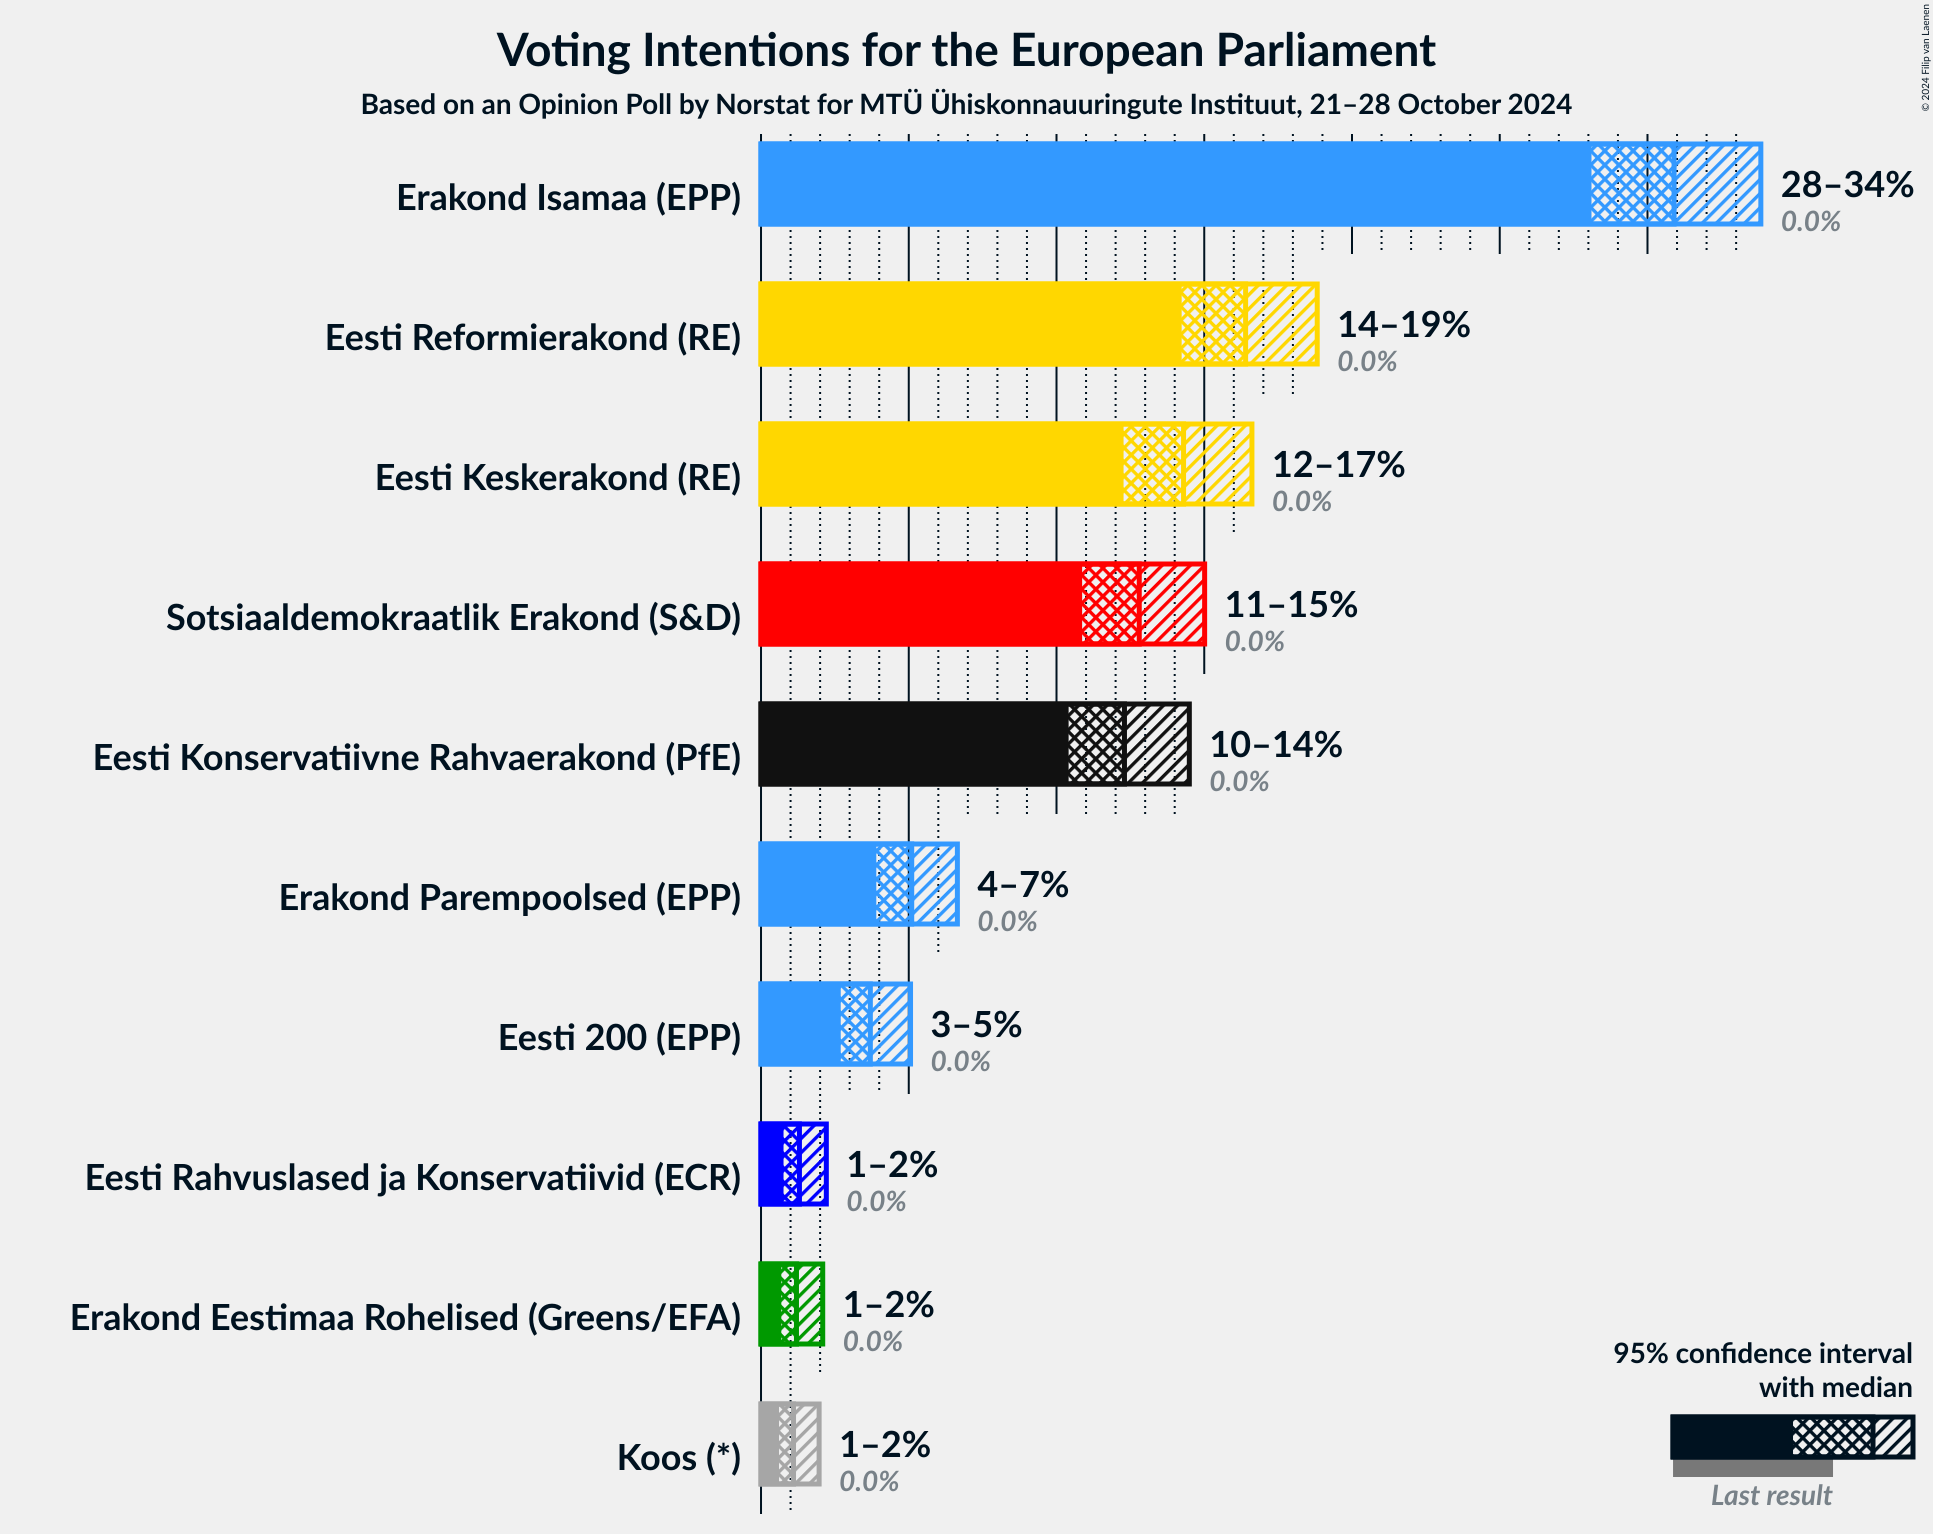 Voting Intentions for the European Parliament
Based on an Opinion Poll by Norstat for MTÜ Ühiskonnauuringute Instituut, 21–28 October 2024
© 2024 Filip van Laenen
Erakond Isamaa (EPP)
28–34%
0.0%
Eesti Reformierakond (RE)
14–19%
0.0%
Eesti Keskerakond (RE)
12–17%
0.0%
Sotsiaaldemokraatlik Erakond (S&D)
11–15%
0.0%
Eesti Konservatiivne Rahvaerakond (PfE)
10–14%
0.0%
Erakond Parempoolsed (EPP)
4–7%
0.0%
Eesti 200 (EPP)
3–5%
0.0%
Eesti Rahvuslased ja Konservatiivid (ECR)
1–2%
0.0%
Erakond Eestimaa Rohelised (Greens/EFA)
1–2%
0.0%
Koos (*)
1–2%
0.0%
95% confidence interval
with median
Last result